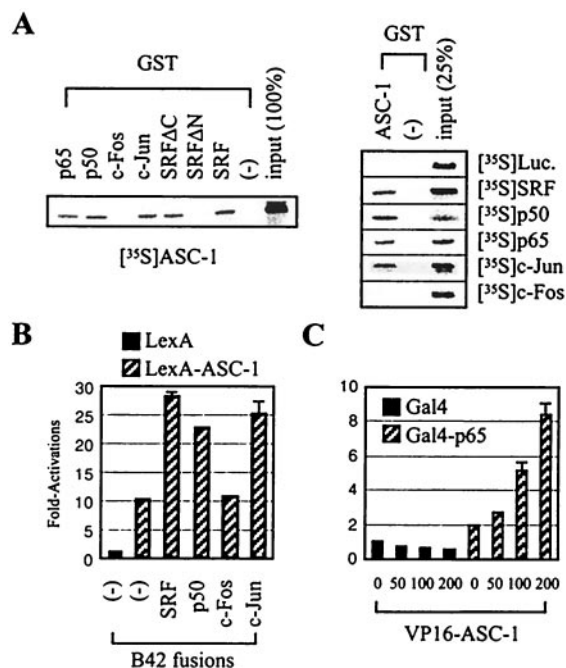 A
GST
p65
p50
c-Fos
c-Jun
SRFΔC
SRFΔN
SRF
(-)
input (100%)
[³⁵S]ASC-1
GST
ASC-1
(-)
input (25%)
[³⁵S]Luc.
[³⁵S]SRF
[³⁵S]p50
[³⁵S]p65
[³⁵S]c-Jun
[³⁵S]c-Fos
B
LexA
LexA-ASC-1
Fold-Activations
30
25
20
15
10
5
0
(-)
(-)
SRF
p50
c-Fos
c-Jun
B42 fusions
C
Gal4
Gal4-p65
10
8
6
4
2
0
0 50 100 200 0 50 100 200
VP16-ASC-1